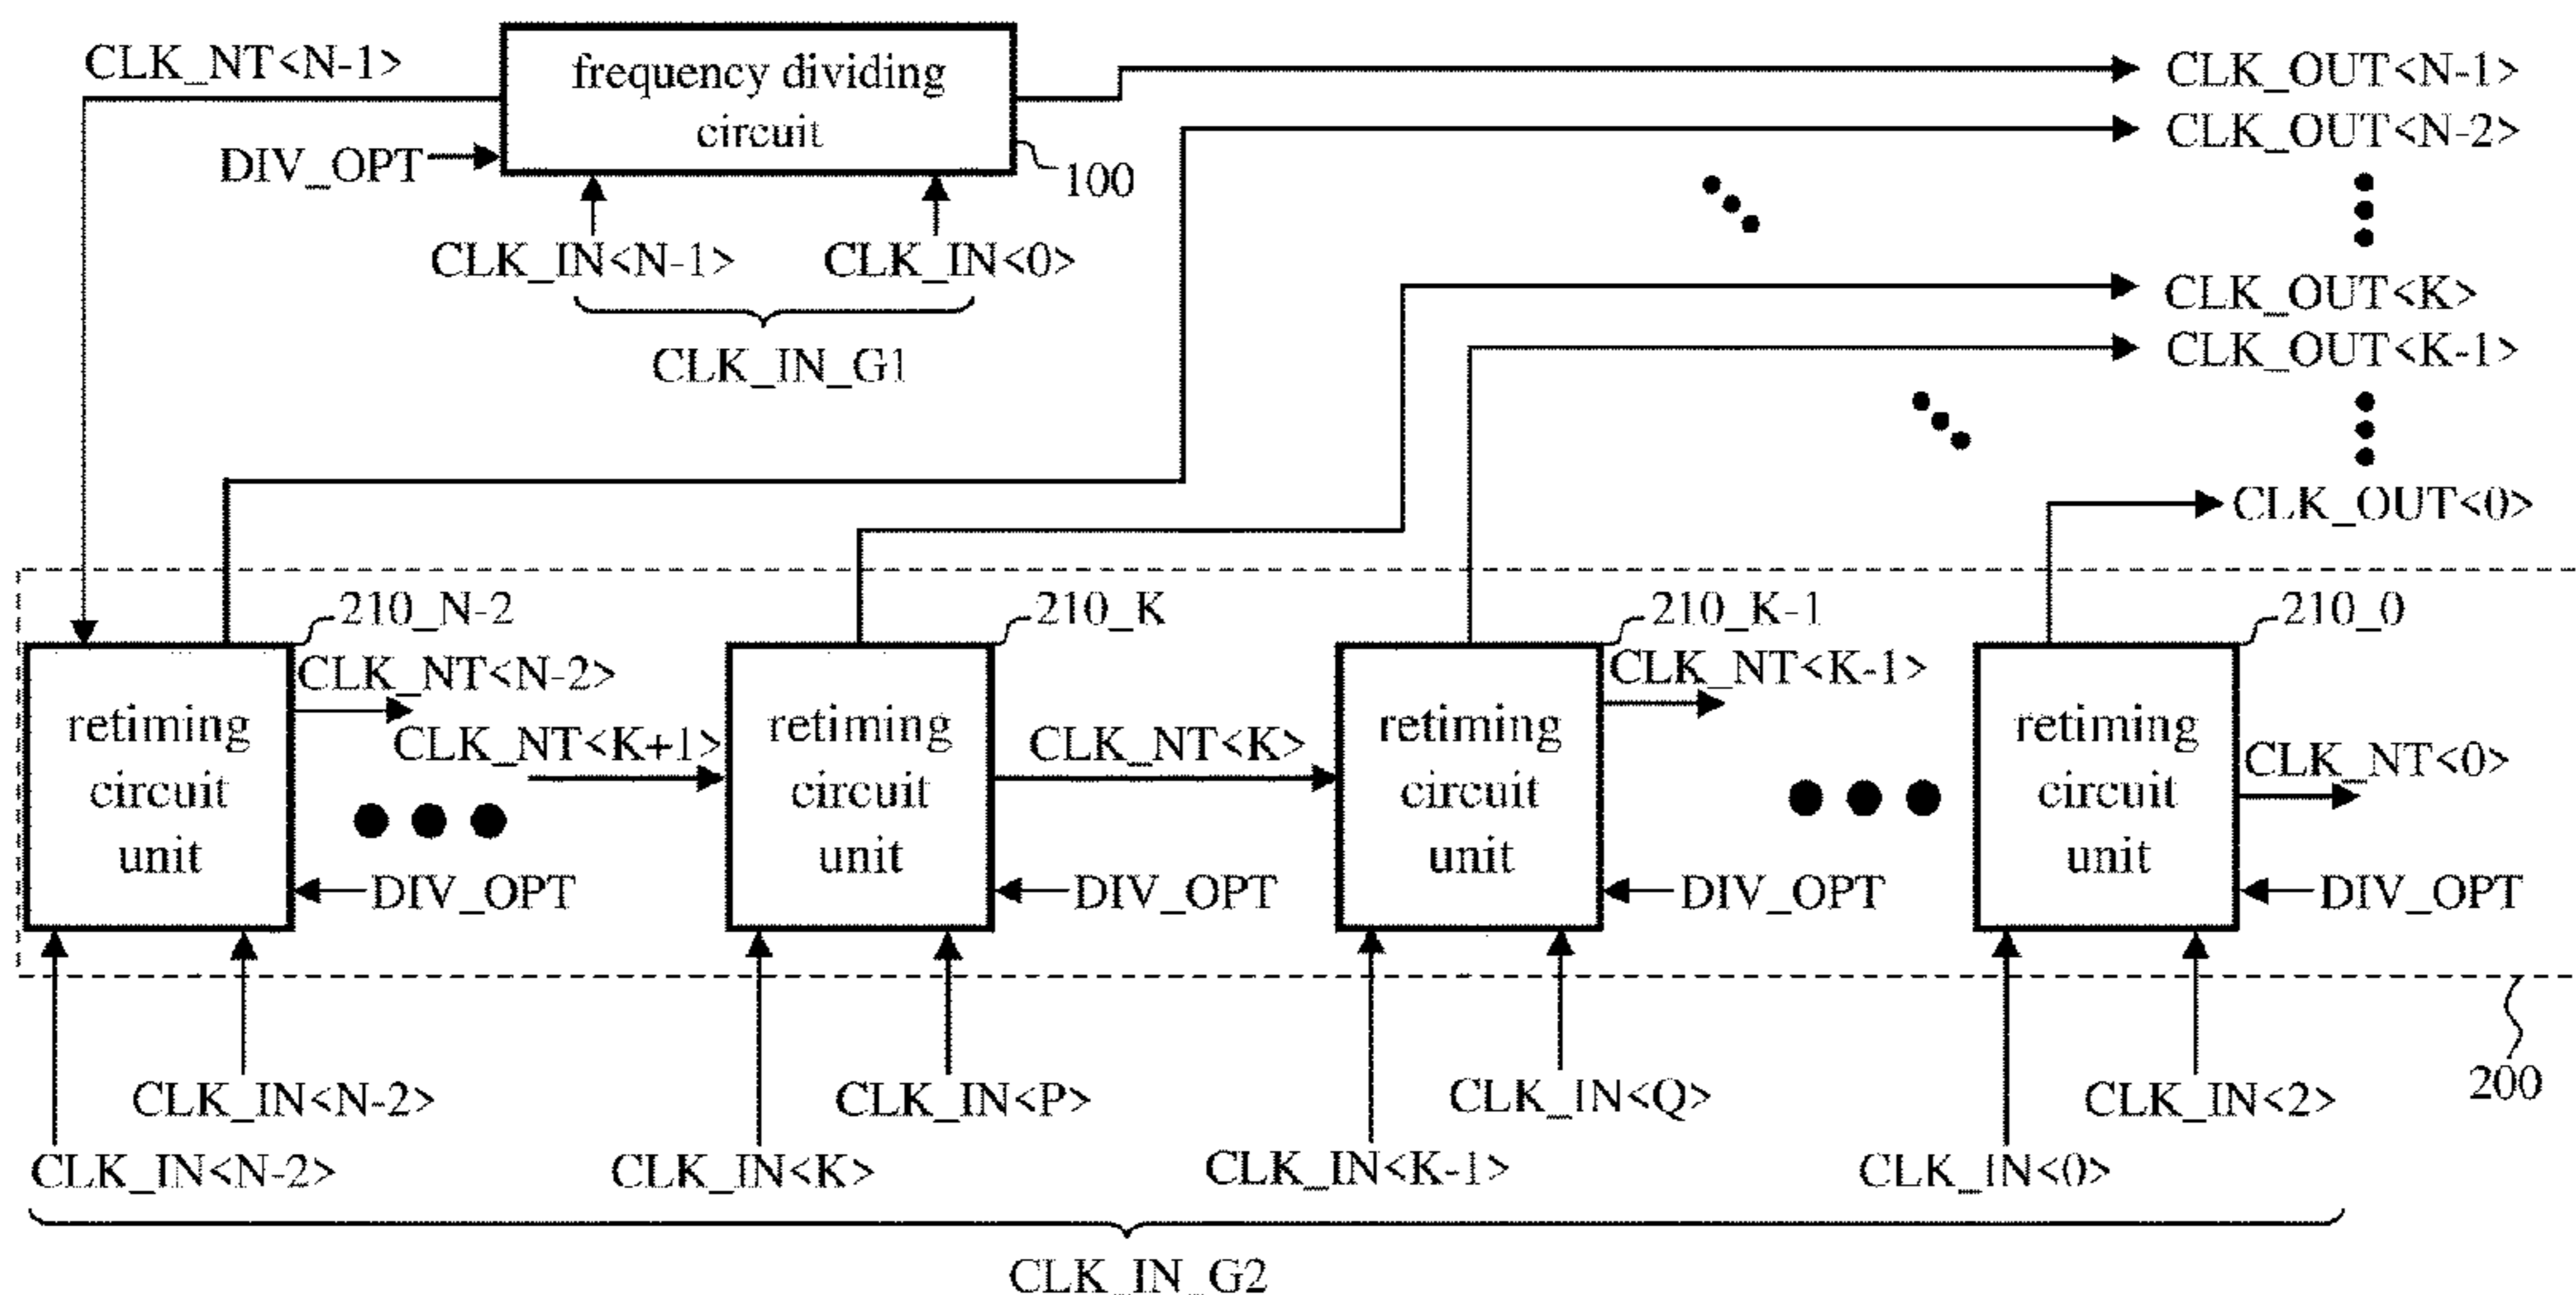 CLK_NT<N-1>
frequency dividing
circuit
DIV_OPT
100
CLK_IN<N-1>
CLK_IN<0>
CLK_IN_G1
CLK_OUT<N-1>
CLK_OUT<N-2>
CLK_OUT<K>
CLK_OUT<K-1>
CLK_OUT<0>
210_N-2
210_K
210_K-1
210_0
retiming
circuit
unit
CLK_NT<N-2>
CLK_NT<K+1>
DIV_OPT
retiming
circuit
unit
CLK_NT<K>
DIV_OPT
retiming
circuit
unit
CLK_NT<K-1>
DIV_OPT
retiming
circuit
unit
CLK_NT<0>
DIV_OPT
200
CLK_IN<N-2>
CLK_IN<P>
CLK_IN<Q>
CLK_IN<2>
CLK_IN<N-2>
CLK_IN<K>
CLK_IN<K-1>
CLK_IN<0>
CLK_IN_G2